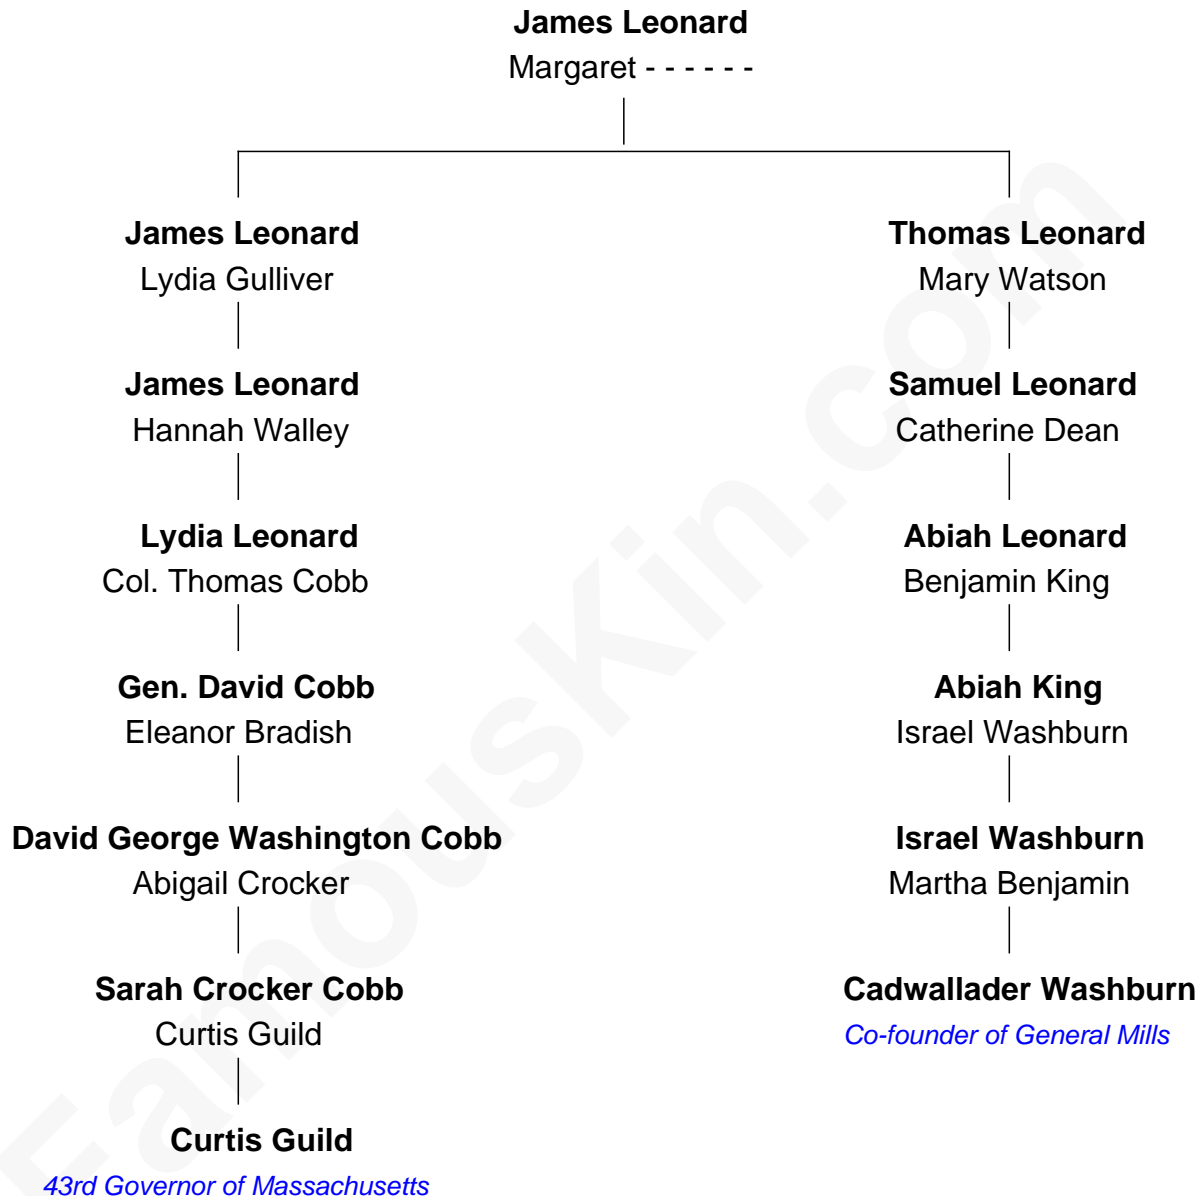 James Leonard
Margaret - - - - - -
James Leonard
Lydia Gulliver
James Leonard
Hannah Walley
Lydia Leonard
Col. Thomas Cobb
Gen. David Cobb
Eleanor Bradish
David George Washington Cobb
Abigail Crocker
Sarah Crocker Cobb
Curtis Guild
Curtis Guild
43rd Governor of Massachusetts
Thomas Leonard
Mary Watson
Samuel Leonard
Catherine Dean
Abiah Leonard
Benjamin King
Abiah King
Israel Washburn
Israel Washburn
Martha Benjamin
Cadwallader Washburn
Co-founder of General Mills
FamousKin.com